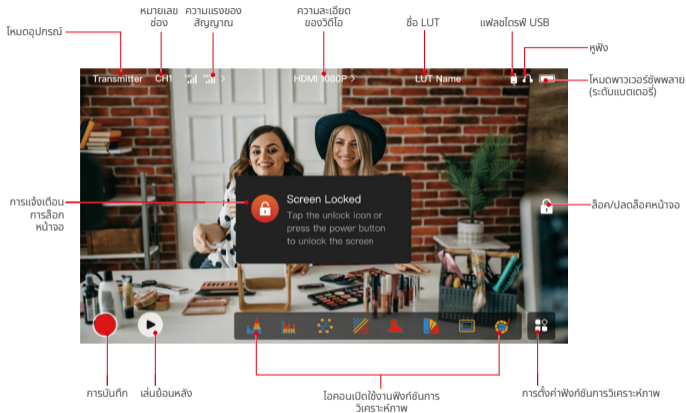 หมายเลข
ช่อง
ความแรงของ
สัญญาณ
ความละเอียด
ของวิดีโอ
ชื่อ LUT
แฟลชไดรฟ์ USB
โหมดอุปกรณ์
หูฟัง
Transmitter
CH1
HDMI 1080P
LUT Name
โหมดพาวเวอร์ซัพพลาย
(ระดับแบตเตอรี่)
การแจ้งเตือน
การล็อก
หน้าจอ
Screen Locked
Tap the unlock icon or
press the power button
to unlock the screen
ล็อค/ปลดล็อคหน้าจอ
การบันทึก
เล่นย้อนหลัง
ไอคอนเปิดใช้งานฟังก์ชันการ
วิเคราะห์ภาพ
การตั้งค่าฟังก์ชันการวิเคราะห์ภาพ